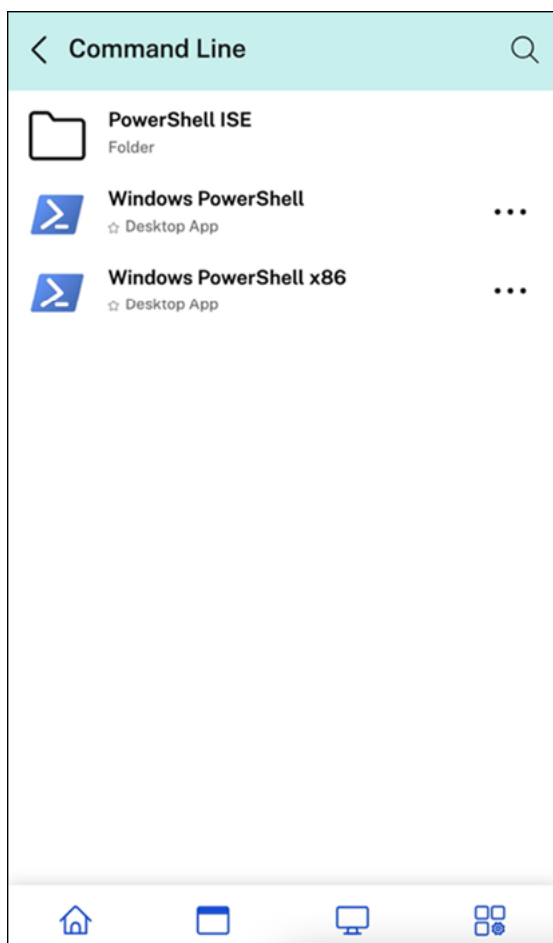 Command Line
PowerShell ISE
Folder
Windows PowerShell
Desktop App
Windows PowerShell x86
Desktop App